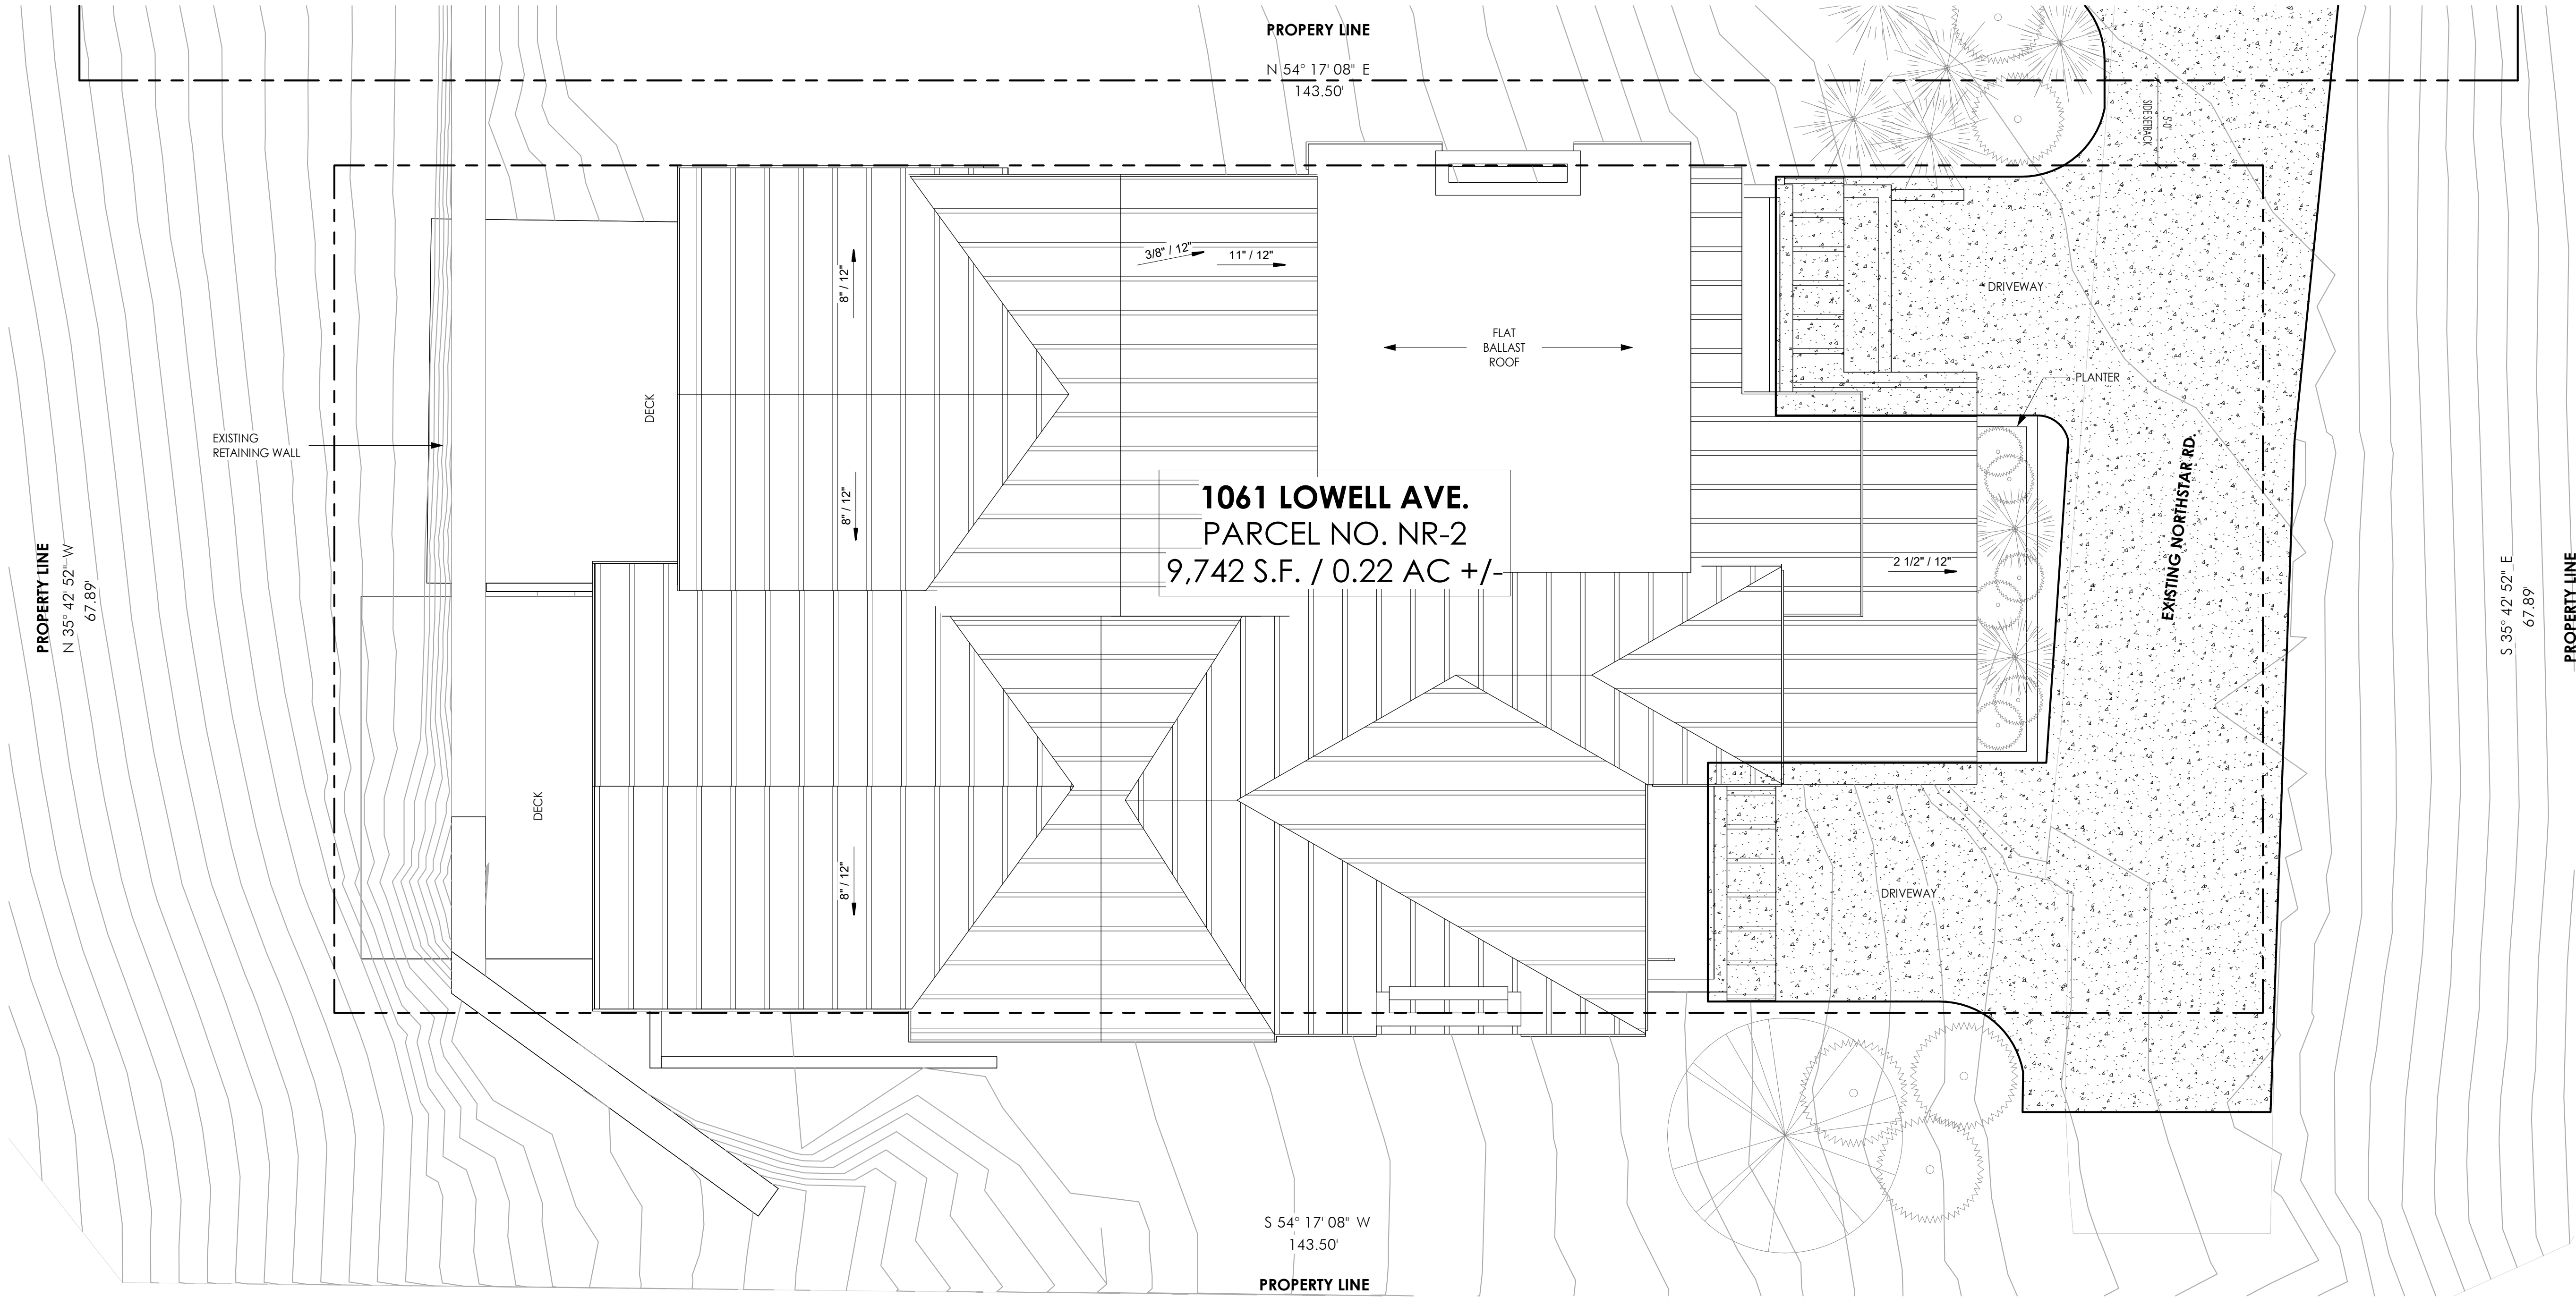 PROPERY LINE
N 54° 17' 08" E
143.50'
SIDE SETBACK
5'-0"
3/8" / 12"
11" / 12"
8" / 12"
DRIVEWAY
FLAT
BALLAST
ROOF
PLANTER
DECK
EXISTING
RETAINING WALL
8" / 12"
1061 LOWELL AVE.
PARCEL NO. NR-2
9,742 S.F. / 0.22 AC +/-
EXISTING NORTHSTAR RD.
2 1/2" / 12"
PROPERTY LINE
N 35° 42' 52" W
67.89'
S 35° 42' 52" E
67.89'
PROPERTY LINE
DECK
8" / 12"
DRIVEWAY
S 54° 17' 08" W
143.50'
PROPERTY LINE